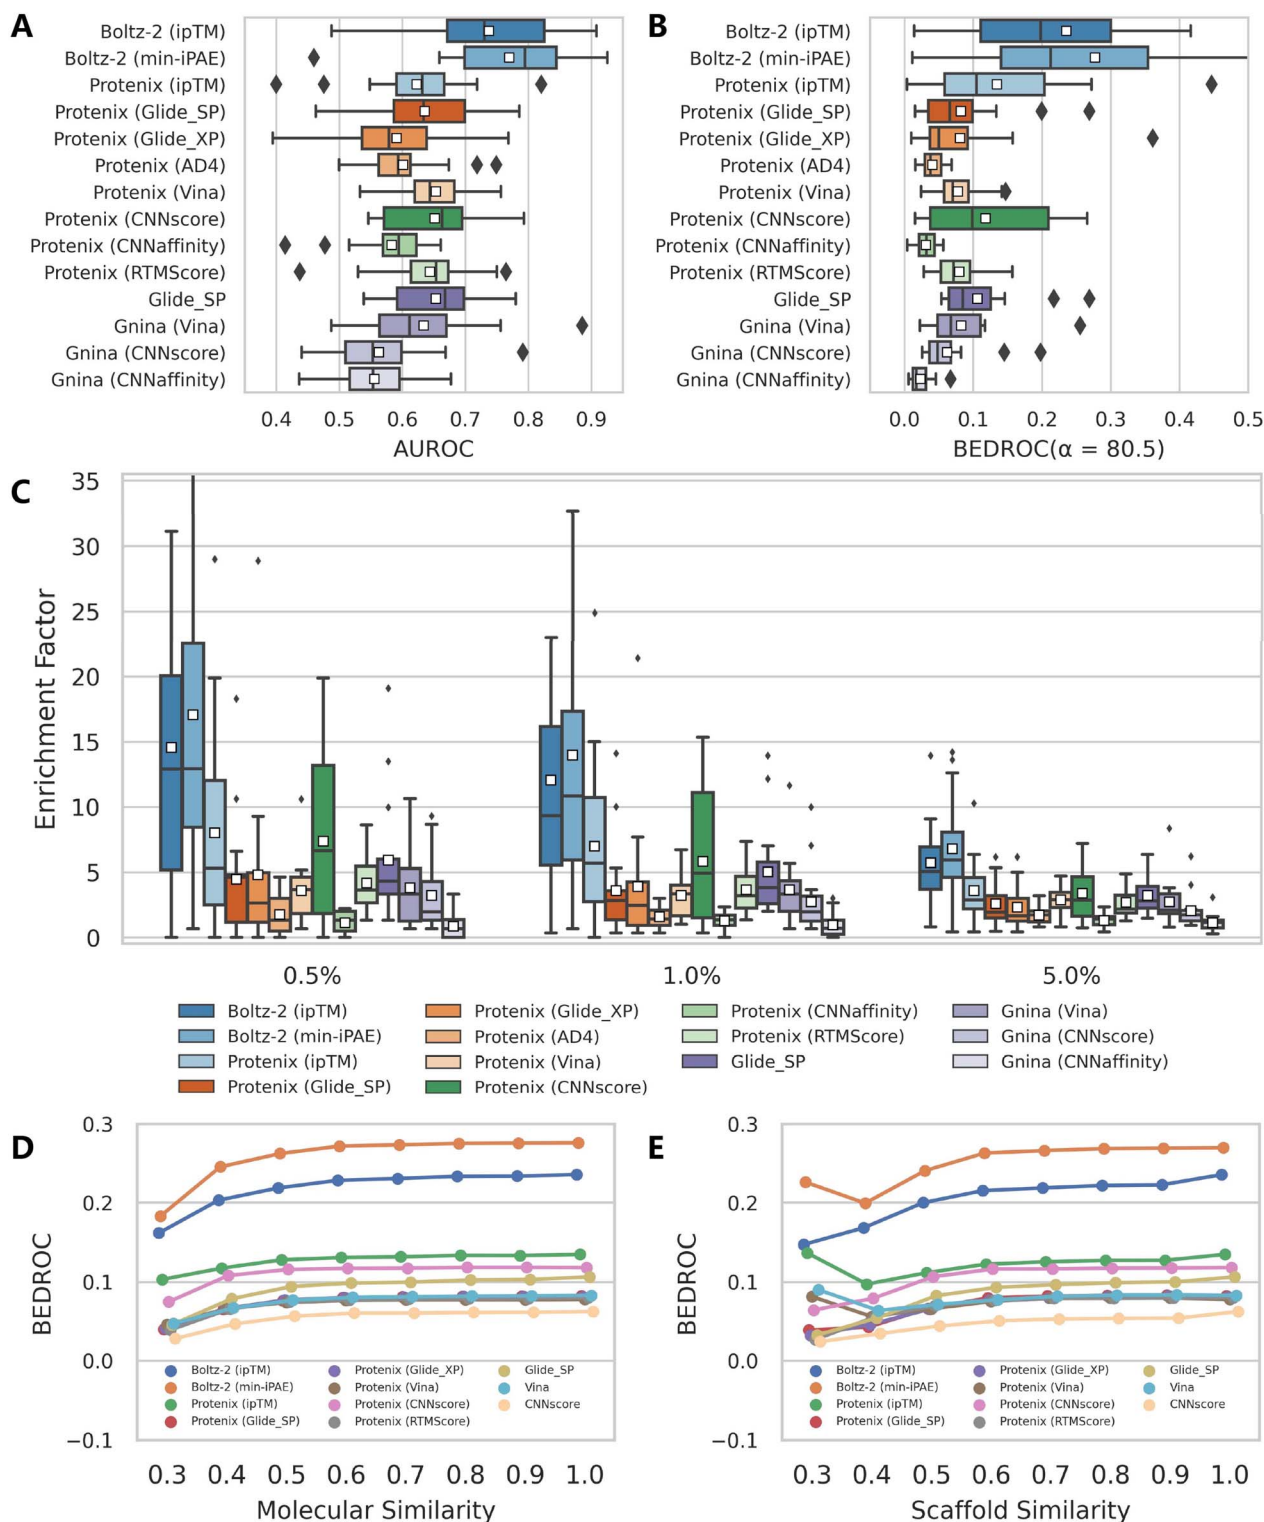 A
Boltz-2 (ipTM)
Boltz-2 (min-iPAE)
Protenix (ipTM)
Protenix (Glide_SP)
Protenix (Glide_XP)
Protenix (AD4)
Protenix (Vina)
Protenix (CNNscore)
Protenix (CNNaffinity)
Protenix (RTMScore)
Glide_SP
Gnina (Vina)
Gnina (CNNscore)
Gnina (CNNaffinity)
0.4 0.5 0.6 0.7 0.8 0.9
AUROC
B
Boltz-2 (ipTM)
Boltz-2 (min-iPAE)
Protenix (ipTM)
Protenix (Glide_SP)
Protenix (Glide_XP)
Protenix (AD4)
Protenix (Vina)
Protenix (CNNscore)
Protenix (CNNaffinity)
Protenix (RTMScore)
Glide_SP
Gnina (Vina)
Gnina (CNNscore)
Gnina (CNNaffinity)
0.0 0.1 0.2 0.3 0.4 0.5
BEDROC(α = 80.5)
C
Enrichment Factor
35
30
25
20
15
10
5
0
0.5% 1.0% 5.0%
Boltz-2 (ipTM)
Boltz-2 (min-iPAE)
Protenix (ipTM)
Protenix (Glide_SP)
Protenix (Glide_XP)
Protenix (AD4)
Protenix (Vina)
Protenix (CNNscore)
Protenix (CNNaffinity)
Protenix (RTMScore)
Glide_SP
Gnina (Vina)
Gnina (CNNscore)
Gnina (CNNaffinity)
D
BEDROC
0.3
0.2
0.1
0.0
−0.1
Boltz-2 (ipTM)
Boltz-2 (min-iPAE)
Protenix (ipTM)
Protenix (Glide_SP)
Protenix (Glide_XP)
Protenix (Vina)
Protenix (CNNscore)
Protenix (RTMScore)
Glide_SP
Vina
CNNscore
0.3 0.4 0.5 0.6 0.7 0.8 0.9 1.0
Molecular Similarity
E
BEDROC
0.3
0.2
0.1
0.0
−0.1
Boltz-2 (ipTM)
Boltz-2 (min-iPAE)
Protenix (ipTM)
Protenix (Glide_SP)
Protenix (Glide_XP)
Protenix (Vina)
Protenix (CNNscore)
Protenix (RTMScore)
Glide_SP
Vina
CNNscore
0.3 0.4 0.5 0.6 0.7 0.8 0.9 1.0
Scaffold Similarity